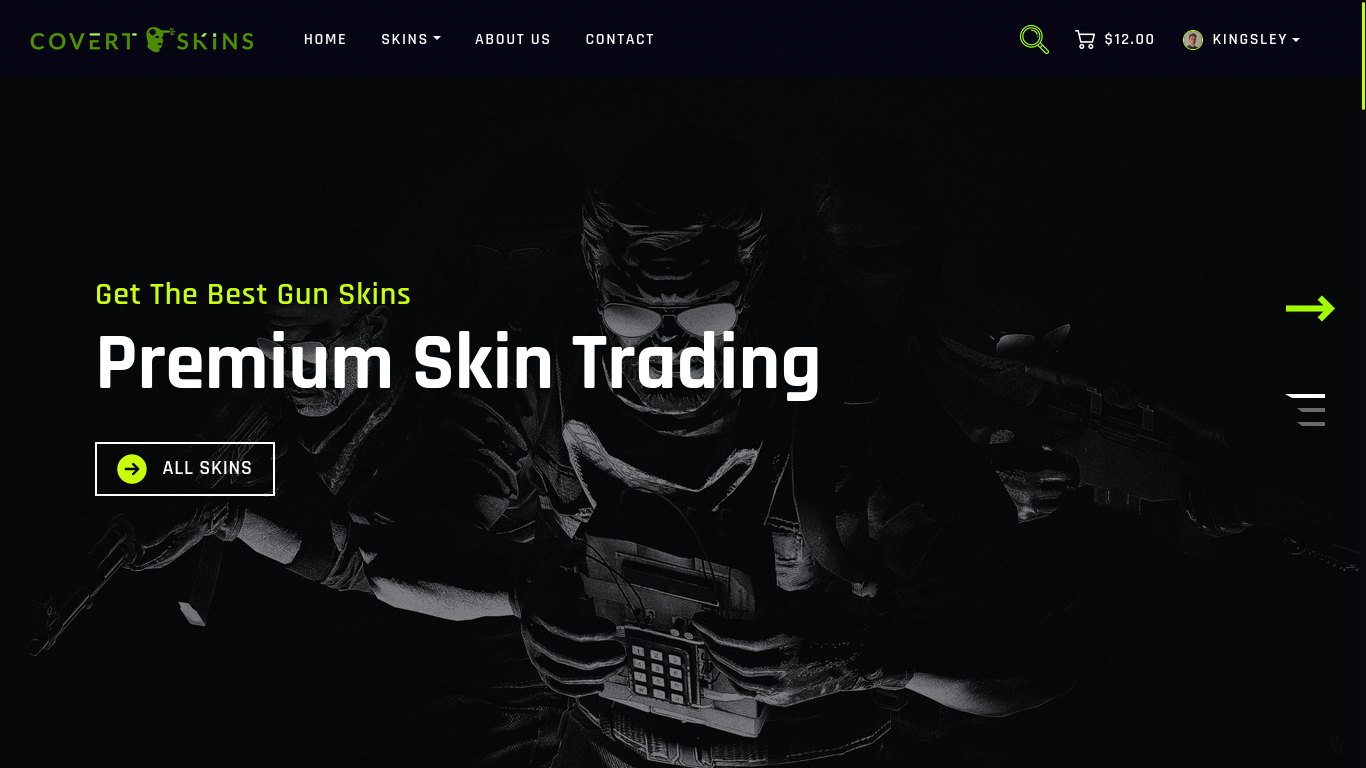 COVERT SKINS
HOME
SKINS
ABOUT US
CONTACT
$12.00
KINGSLEY
Get The Best Gun Skins
Premium Skin Trading
ALL SKINS